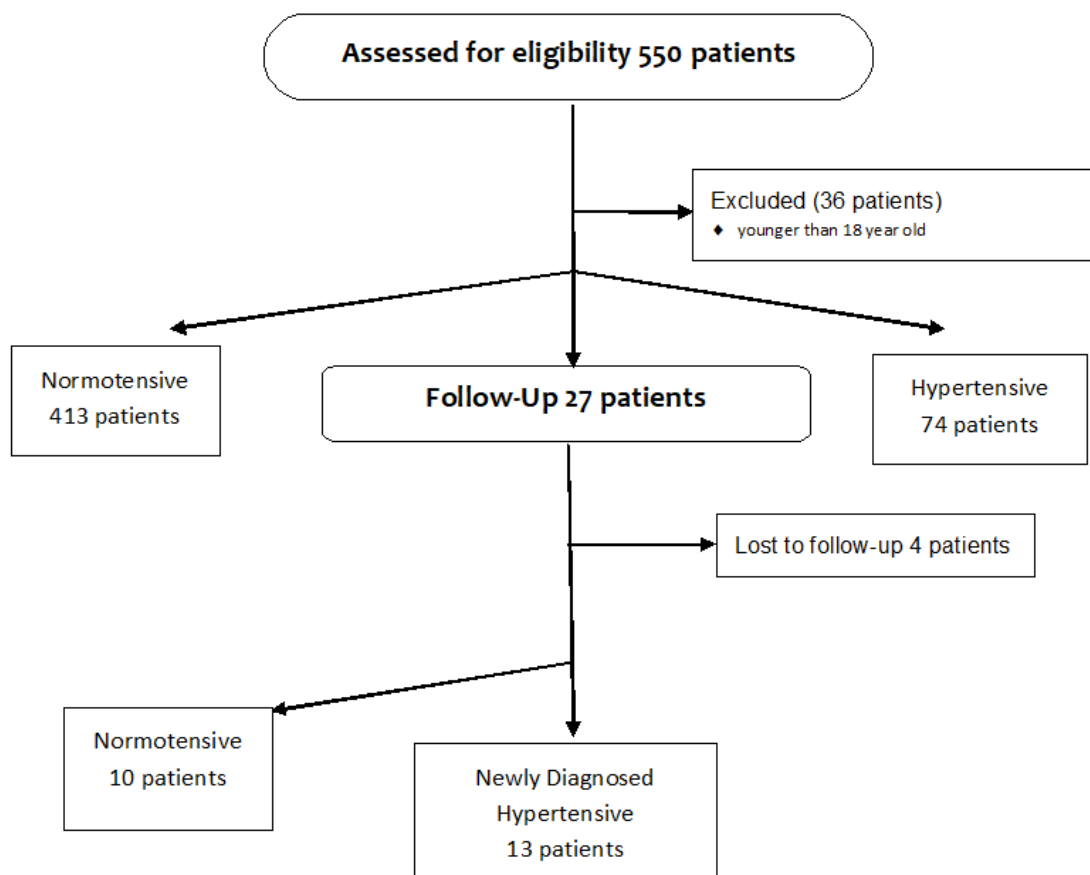 Assessed for eligibility 550 patients
Excluded (36 patients)
♦ younger than 18 year old
Normotensive
413 patients
Follow-Up 27 patients
Hypertensive
74 patients
Lost to follow-up 4 patients
Normotensive
10 patients
Newly Diagnosed
Hypertensive
13 patients